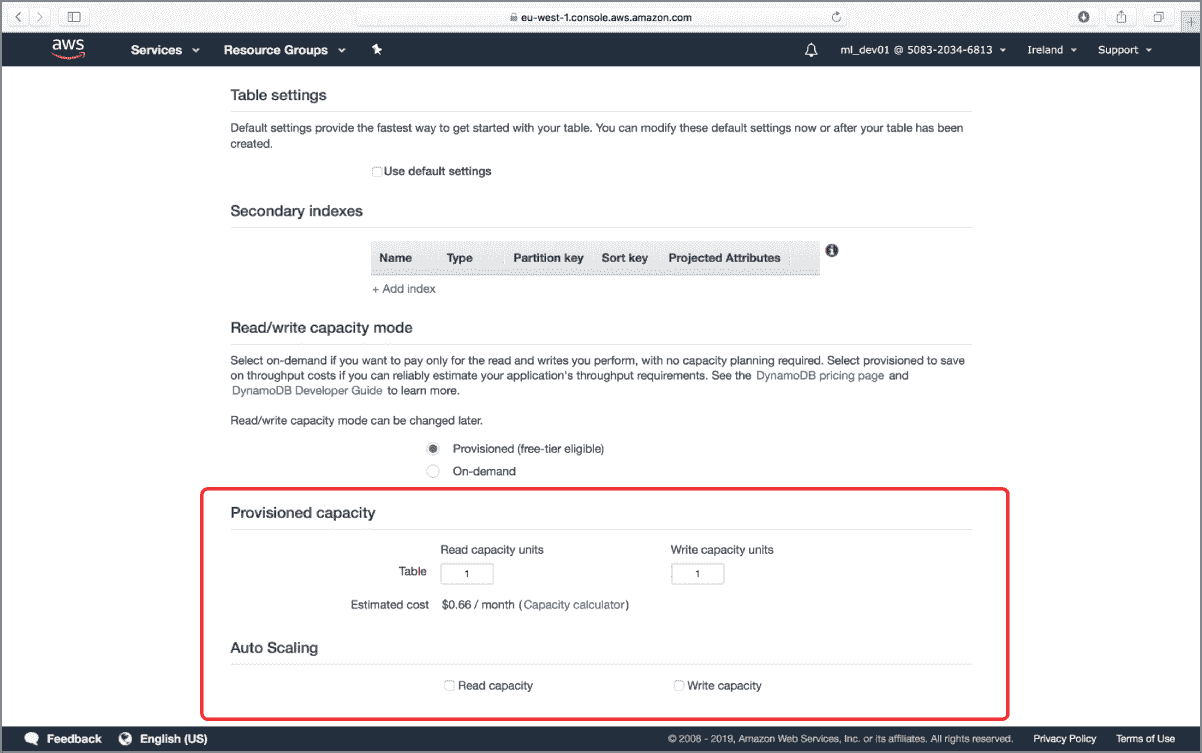 eu-west-1.console.aws.amazon.com
aws Services Resource Groups ml_dev01 @ 5083-2034-6813 Ireland Support
Table settings
Default settings provide the fastest way to get started with your table. You can modify these default settings now or after your table has been
created.
Use default settings
Secondary indexes
Name Type Partition key Sort key Projected Attributes
+ Add index
Read/write capacity mode
Select on-demand if you want to pay only for the read and writes you perform, with no capacity planning required. Select provisioned to save
on throughput costs if you can reliably estimate your application's throughput requirements. See the DynamoDB pricing page and
DynamoDB Developer Guide to learn more.
Read/write capacity mode can be changed later.
Provisioned (free-tier eligible)
On-demand
Provisioned capacity
Read capacity units Write capacity units
Table 1 1
Estimated cost $0.66 / month (Capacity calculator)
Auto Scaling
Read capacity Write capacity
Feedback English (US) © 2008 - 2019, Amazon Web Services, Inc. or its affiliates. All rights reserved. Privacy Policy Terms of Use